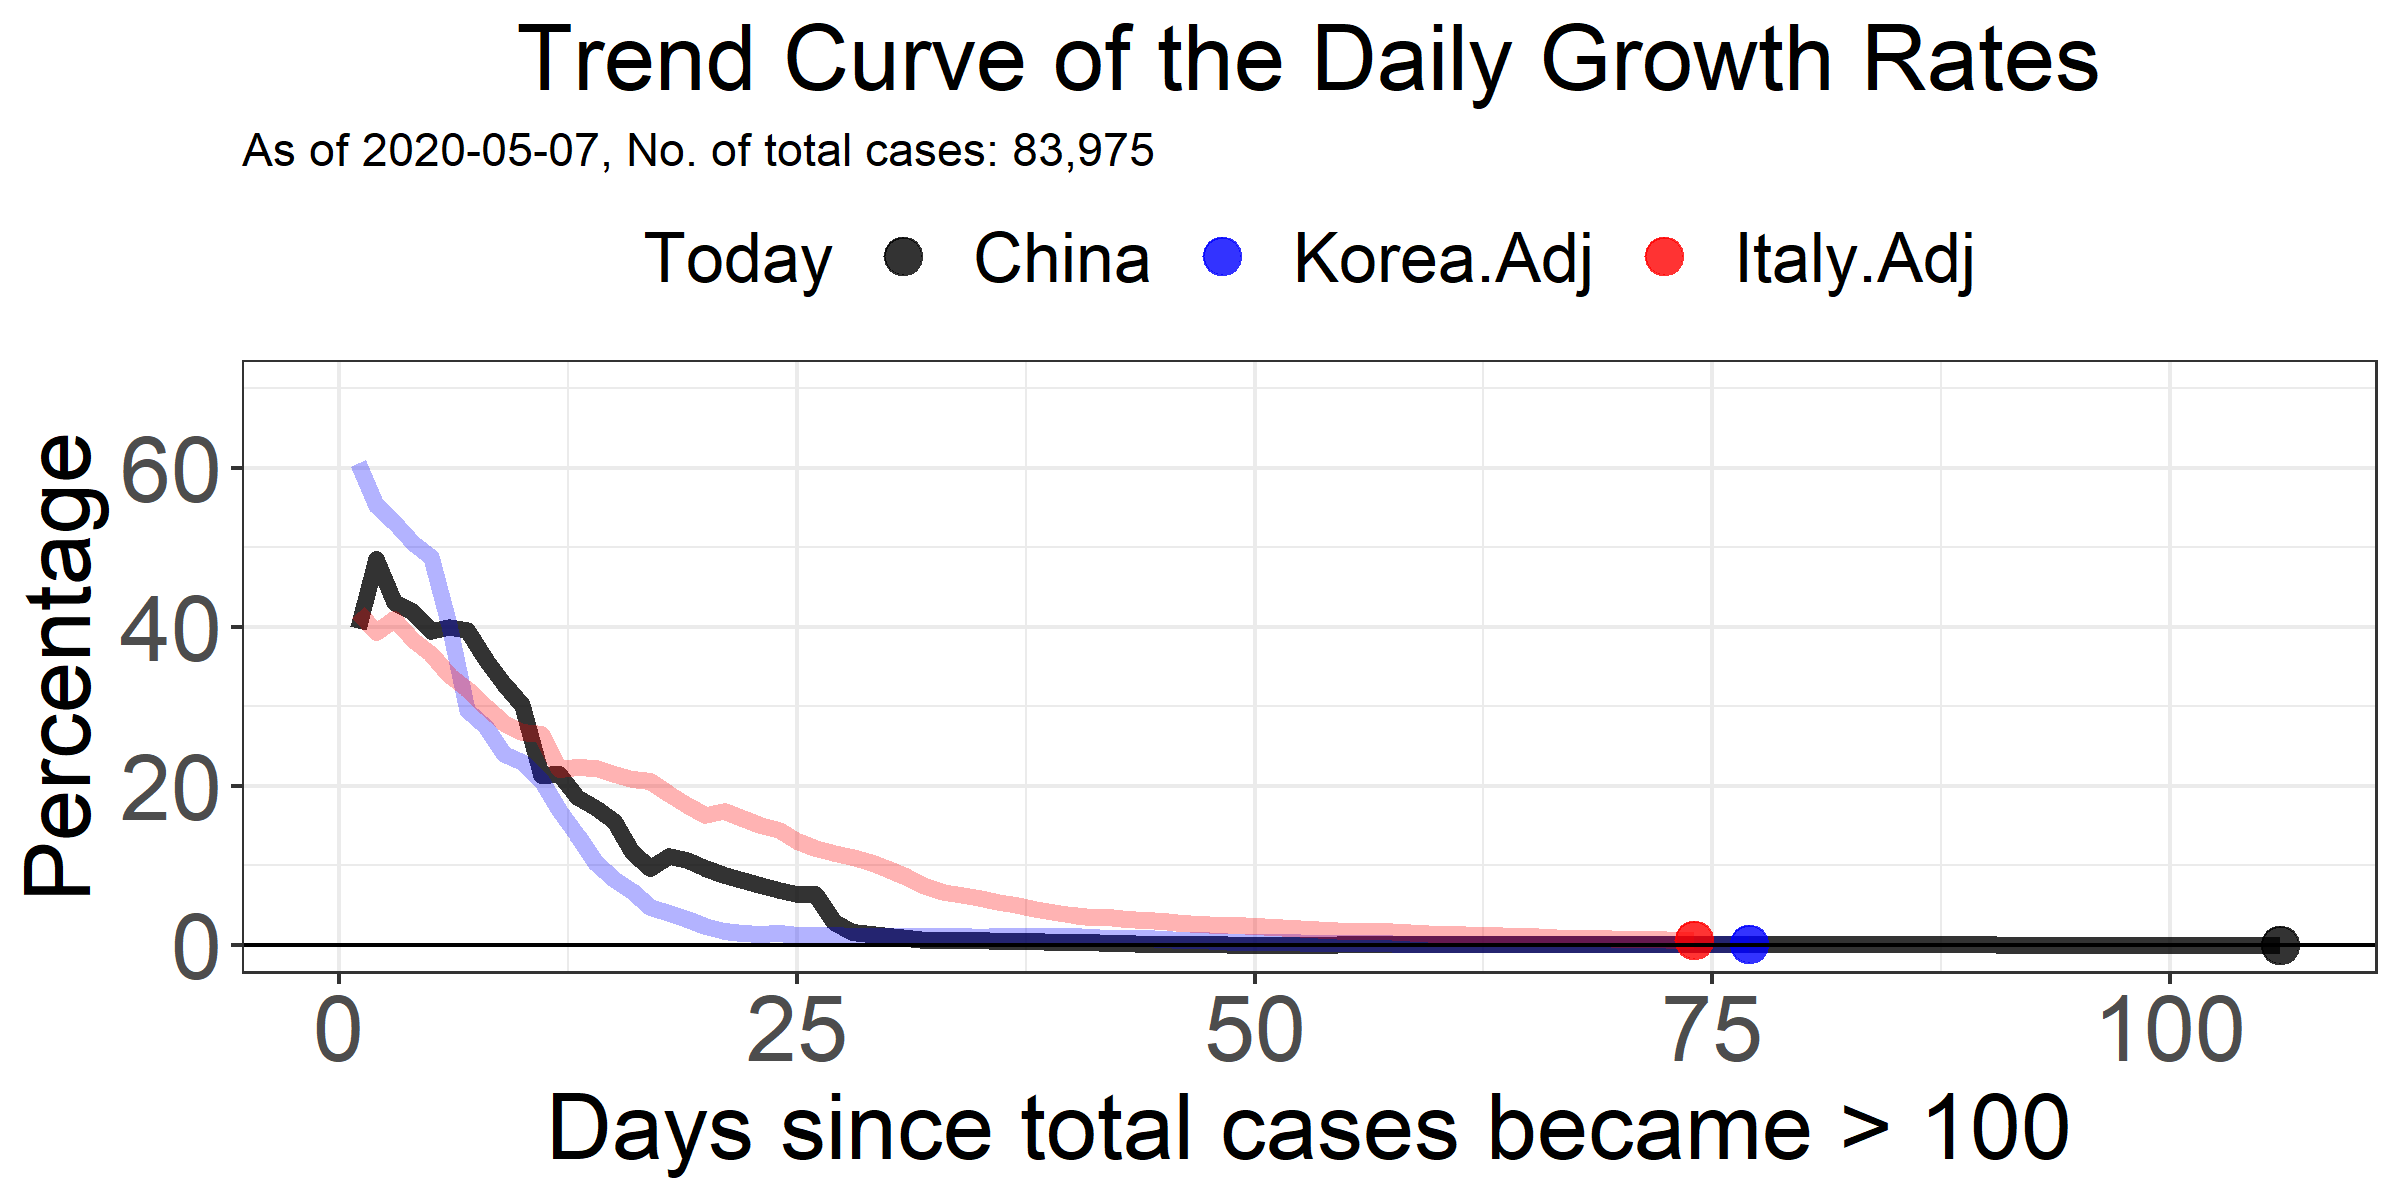 Trend Curve of the Daily Growth Rates
As of 2020-05-07, No. of total cases: 83,975
Today China Korea.Adj Italy.Adj
Percentage
60
40
20
0
0 25 50 75 100
Days since total cases became > 100